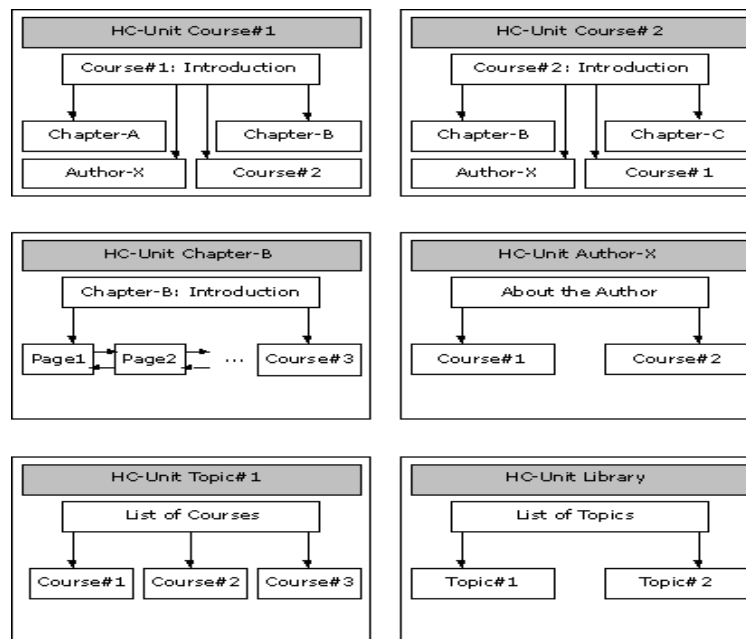 HC-Unit Course#1
Course#1: Introduction
Chapter-A
Chapter-B
Author-X
Course#2
HC-Unit Course#2
Course#2: Introduction
Chapter-B
Chapter-C
Author-X
Course#1
HC-Unit Chapter-B
Chapter-B: Introduction
Page1
Page2
...
Course#3
HC-Unit Author-X
About the Author
Course#1
Course#2
HC-Unit Topic#1
List of Courses
Course#1
Course#2
Course#3
HC-Unit Library
List of Topics
Topic#1
Topic#2